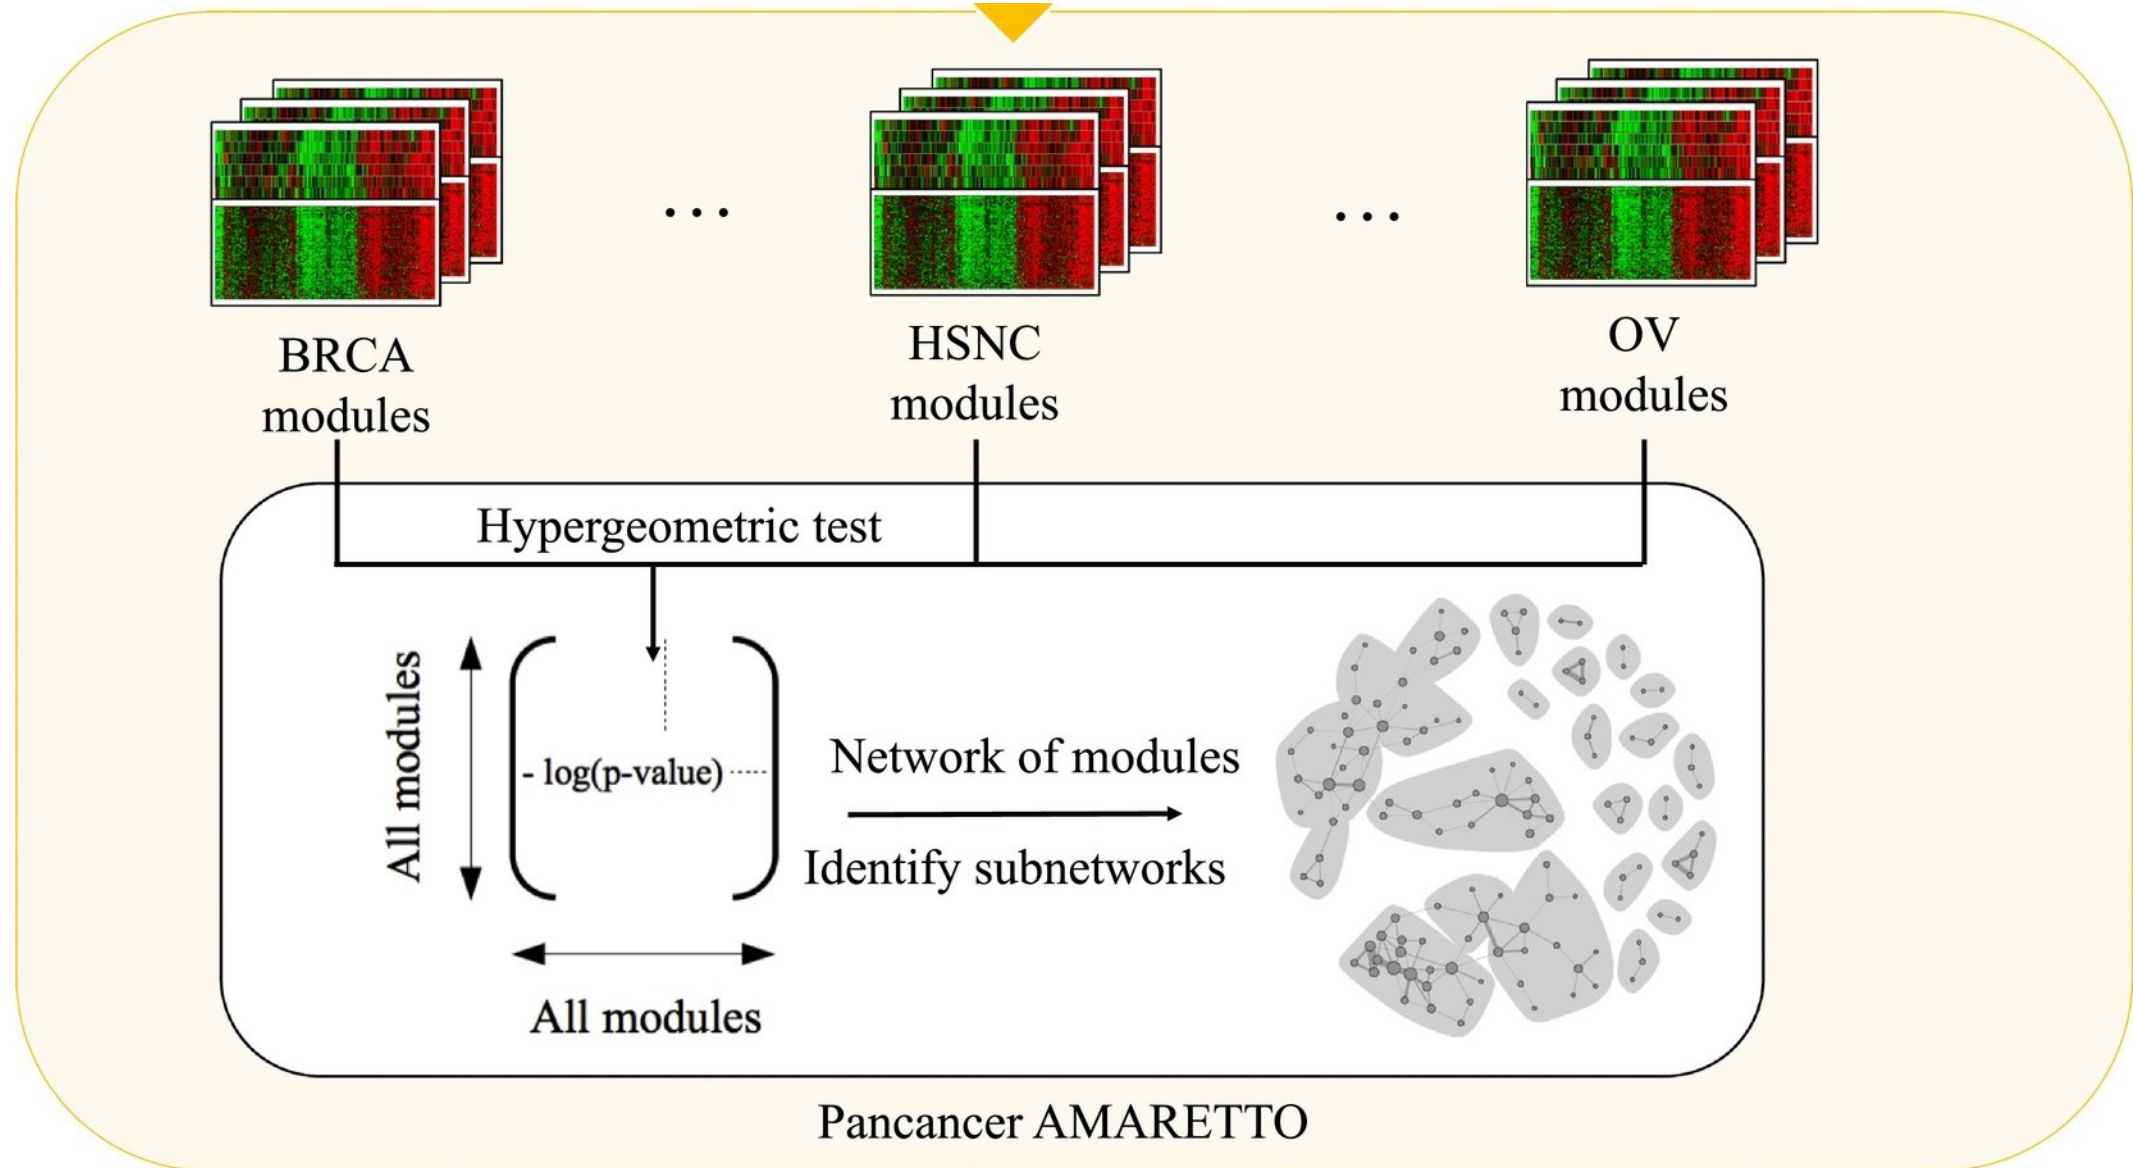 . . .
. . .
BRCA
modules
HSNC
modules
OV
modules
Hypergeometric test
All modules
- log(p-value)
All modules
Network of modules
Identify subnetworks
Pancancer AMARETTO